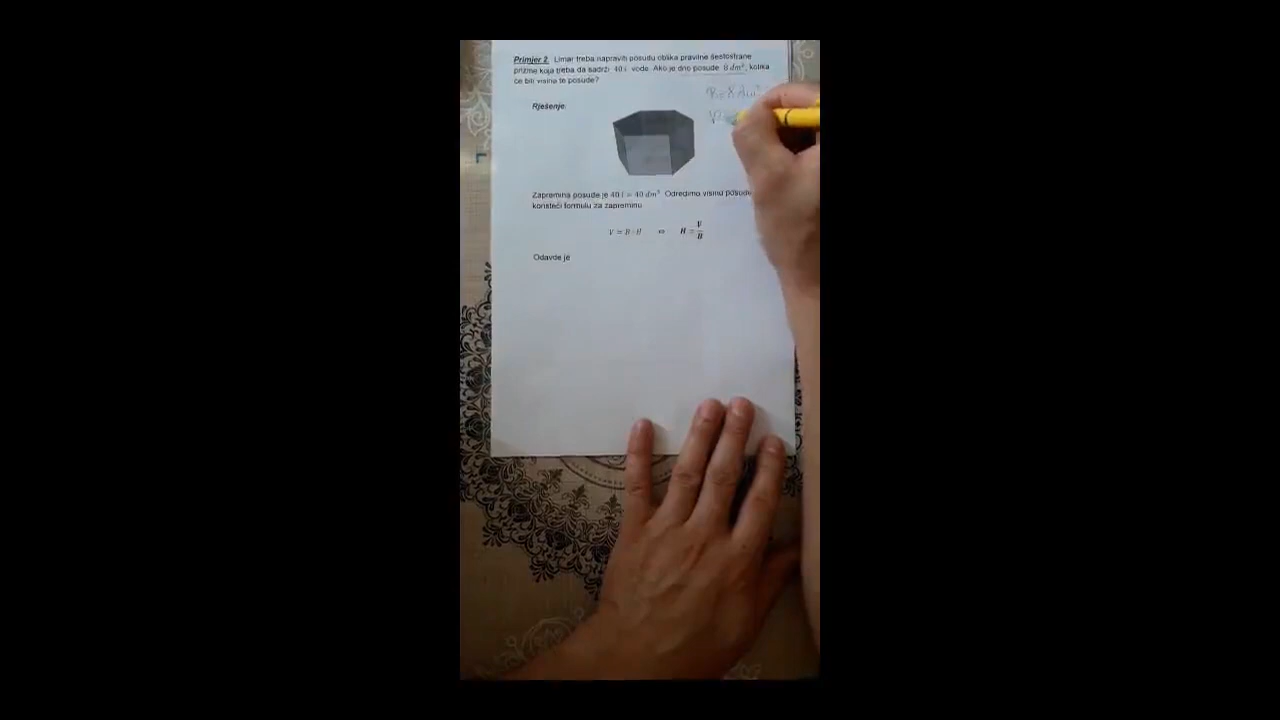 Primjer 2. Limar treba napraviti posudu oblika pravilne šestostrane
prizme koja treba da sadrži 40 l vode. Ako je dno posude 8 dm², kolika
će biti visina te posude?
B = 8 dm²
Rješenje:
V =
Zapremina posude je 40 l = 40 dm³ Odredimo visinu posude
koristeći formulu za zapreminu
V = B · H ⇔ H = V/B
Odavde je